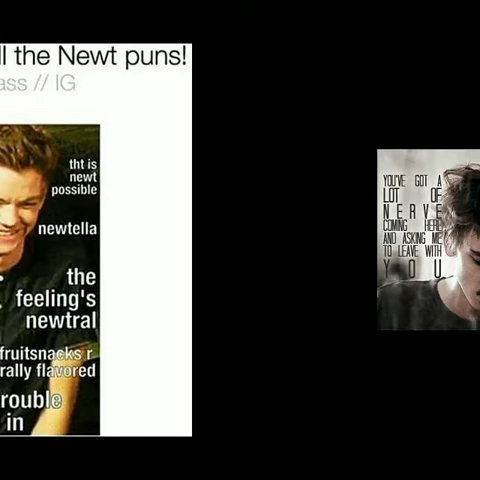 ll the Newt puns!
ass // IG
tht is
newt
possible
newtella
the
feeling's
newtral
fruitsnacks r
rally flavored
rouble
in
YOU'VE GOT A
LOT OF
NERVE
COMING HERE
AND ASKING ME
TO LEAVE WITH
YOU